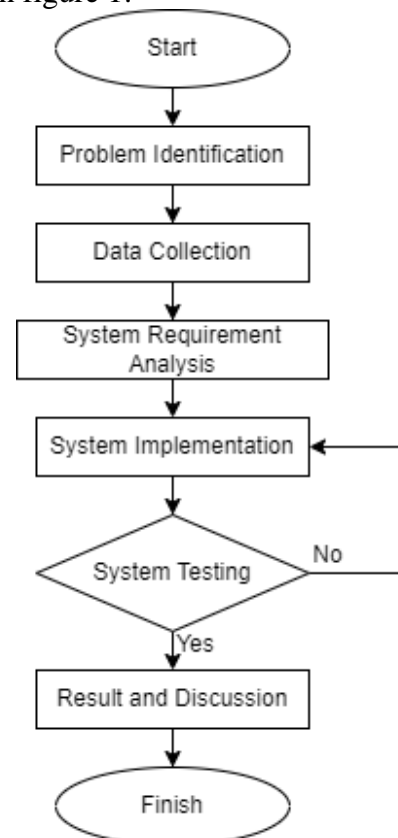 figure 1.
Start
Problem Identification
Data Collection
System Requirement
Analysis
System Implementation
System Testing
No
Yes
Result and Discussion
Finish